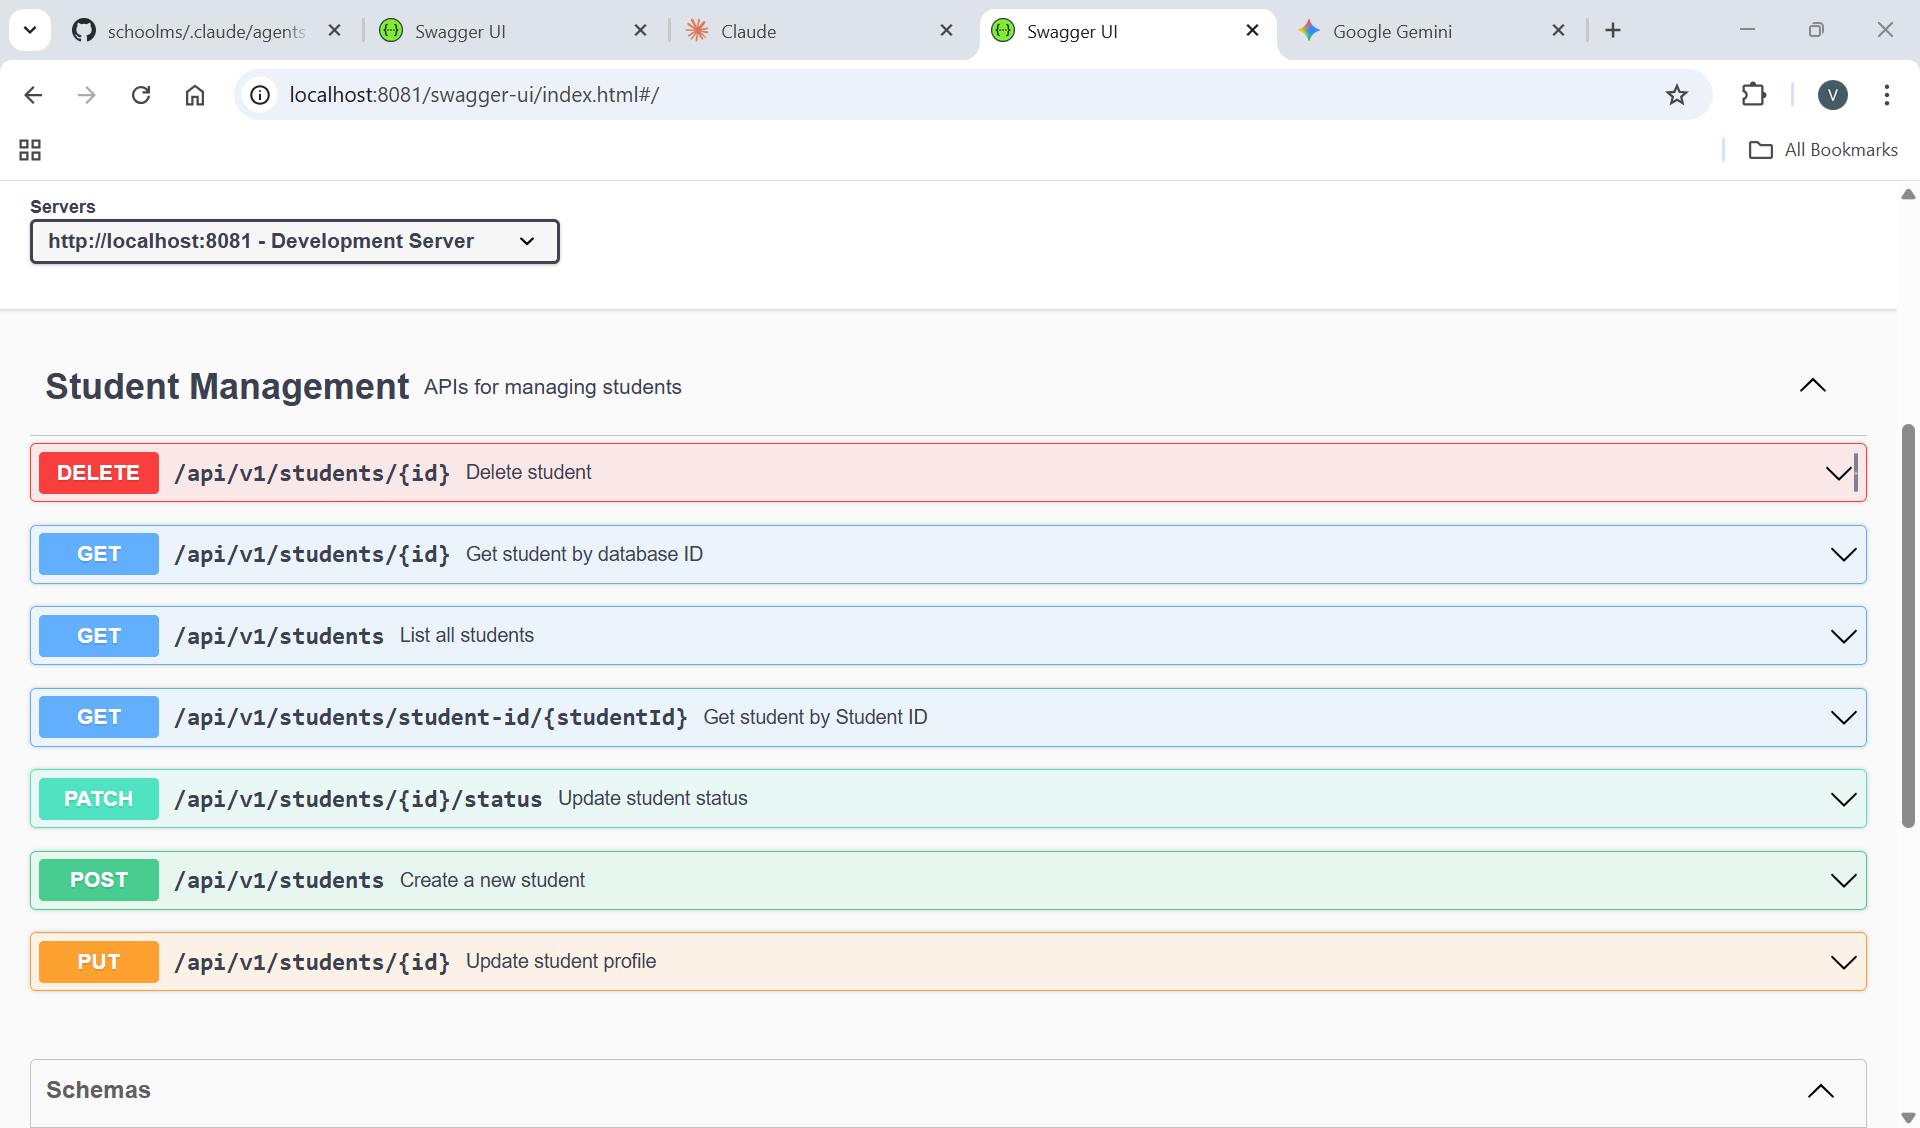 schoolms/.claude/agents
Swagger UI
Claude
Swagger UI
Google Gemini
localhost:8081/swagger-ui/index.html#/
V
All Bookmarks
Servers
http://localhost:8081 - Development Server
Student Management APIs for managing students
DELETE /api/v1/students/{id} Delete student
GET /api/v1/students/{id} Get student by database ID
GET /api/v1/students List all students
GET /api/v1/students/student-id/{studentId} Get student by Student ID
PATCH /api/v1/students/{id}/status Update student status
POST /api/v1/students Create a new student
PUT /api/v1/students/{id} Update student profile
Schemas